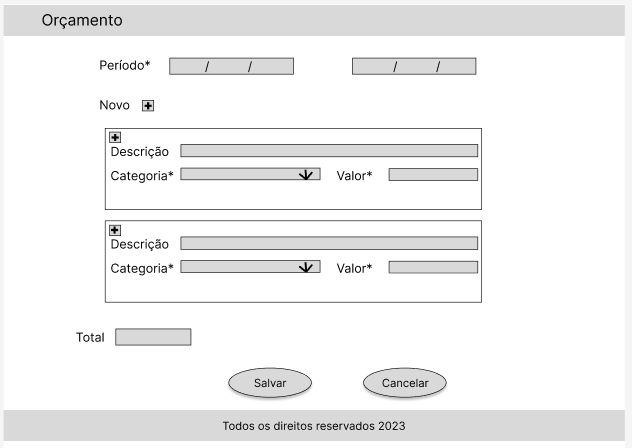 Orçamento
Período* / / / /
Novo
Descrição
Categoria* Valor*
Descrição
Categoria* Valor*
Total
Salvar Cancelar
Todos os direitos reservados 2023